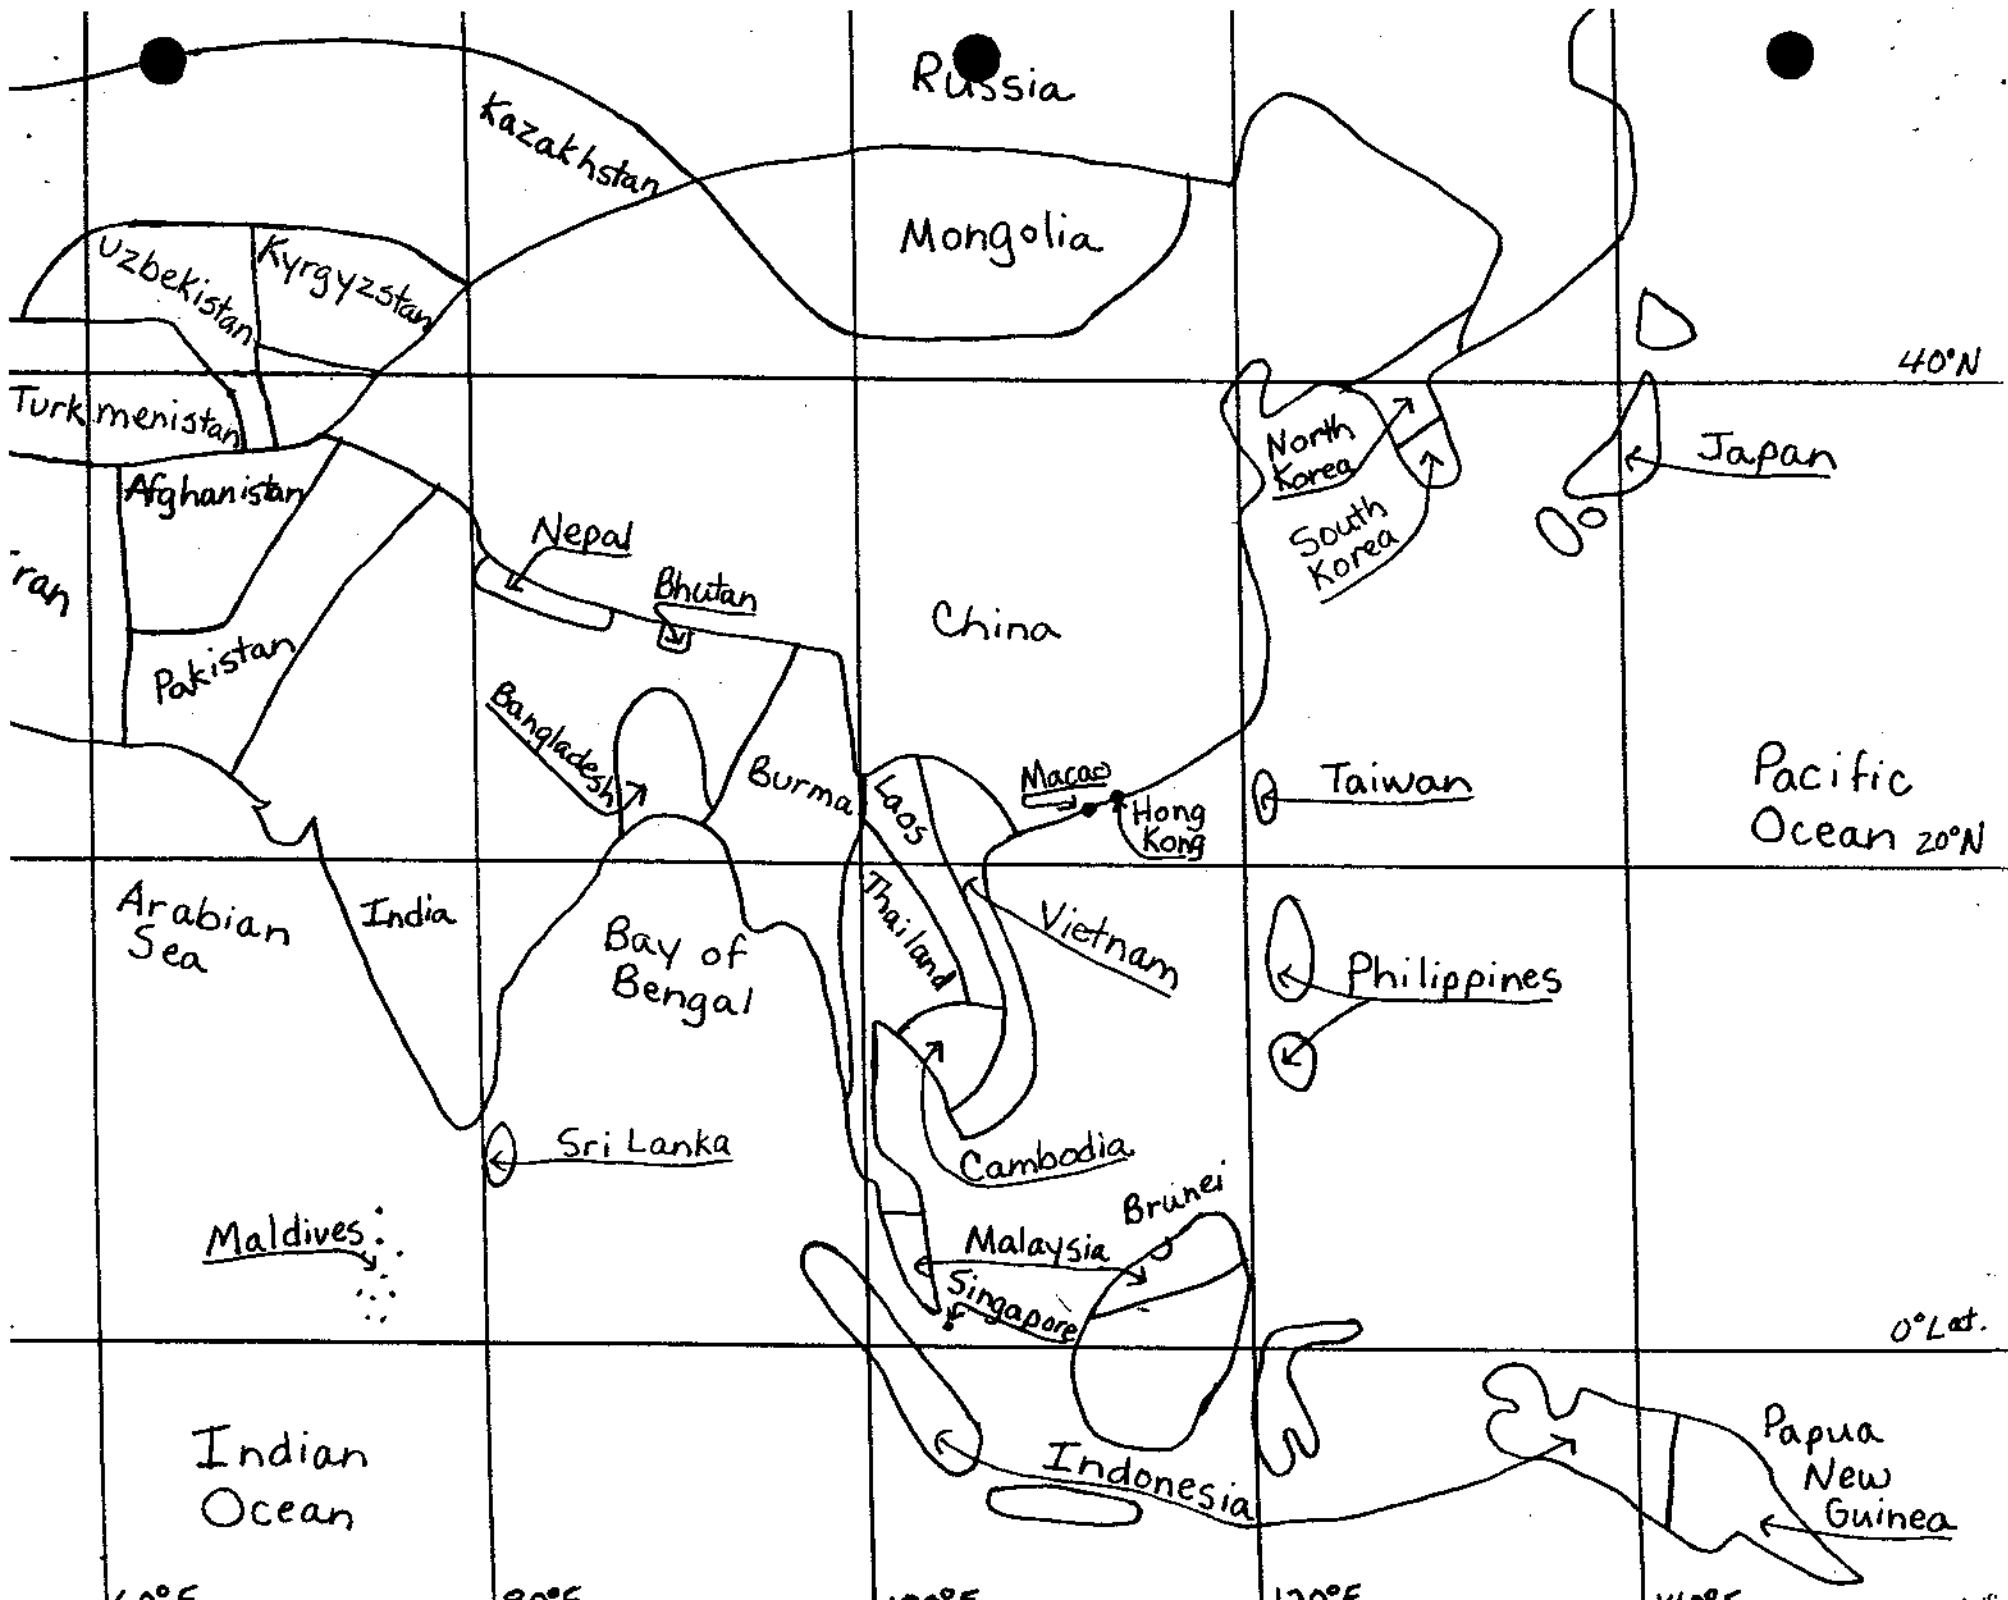 Russia
Kazakhstan
Mongolia
Uzbekistan
Kyrgyzstan
40°N
Turkmenistan
Afghanistan
North
Korea
Japan
South
Korea
Nepal
Bhutan
China
Pakistan
Bangladesh
Burma
Laos
Macao
Hong
Kong
Taiwan
Pacific
Ocean
20°N
Arabian
Sea
India
Bay of
Bengal
Thailand
Vietnam
Philippines
Sri Lanka
Cambodia
Maldives
Brunei
Malaysia
Singapore
0°Lat.
Indian
Ocean
Indonesia
Papua
New
Guinea
80°E
120°E